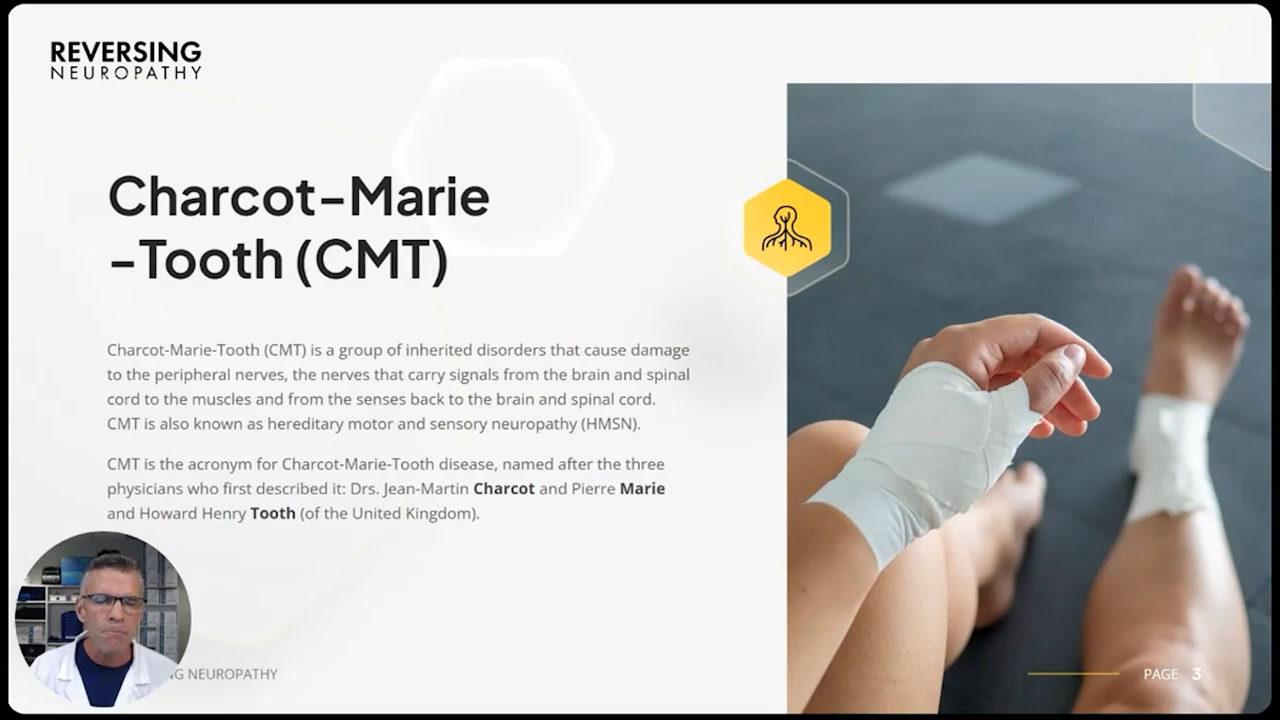 REVERSING
NEUROPATHY
Charcot-Marie
-Tooth (CMT)
Charcot-Marie-Tooth (CMT) is a group of inherited disorders that cause damage
to the peripheral nerves, the nerves that carry signals from the brain and spinal
cord to the muscles and from the senses back to the brain and spinal cord.
CMT is also known as hereditary motor and sensory neuropathy (HMSN).
CMT is the acronym for Charcot-Marie-Tooth disease, named after the three
physicians who first described it: Drs. Jean-Martin Charcot and Pierre Marie
and Howard Henry Tooth (of the United Kingdom).
NG NEUROPATHY
PAGE 3